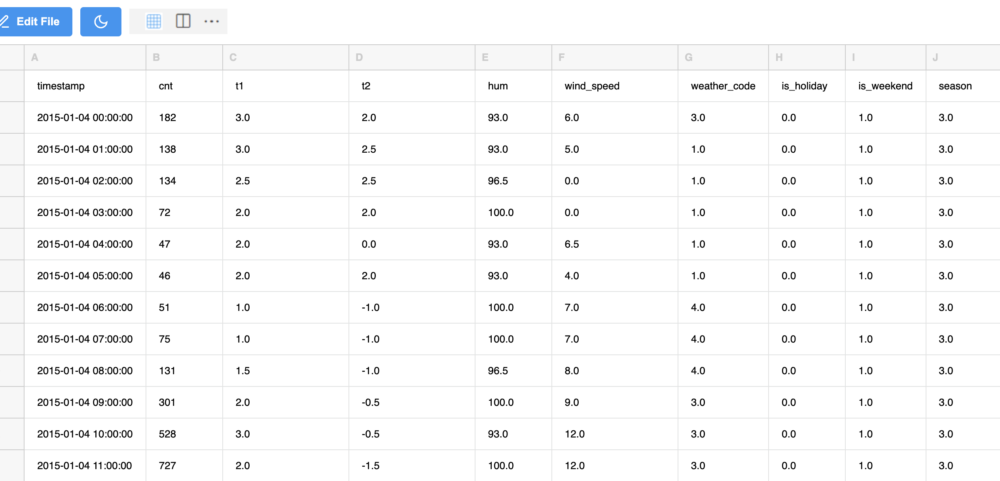 Edit File
A B C D E F G H I J
timestamp cnt t1 t2 hum wind_speed weather_code is_holiday is_weekend season
2015-01-04 00:00:00 182 3.0 2.0 93.0 6.0 3.0 0.0 1.0 3.0
2015-01-04 01:00:00 138 3.0 2.5 93.0 5.0 1.0 0.0 1.0 3.0
2015-01-04 02:00:00 134 2.5 2.5 96.5 0.0 1.0 0.0 1.0 3.0
2015-01-04 03:00:00 72 2.0 2.0 100.0 0.0 1.0 0.0 1.0 3.0
2015-01-04 04:00:00 47 2.0 0.0 93.0 6.5 1.0 0.0 1.0 3.0
2015-01-04 05:00:00 46 2.0 2.0 93.0 4.0 1.0 0.0 1.0 3.0
2015-01-04 06:00:00 51 1.0 -1.0 100.0 7.0 4.0 0.0 1.0 3.0
2015-01-04 07:00:00 75 1.0 -1.0 100.0 7.0 4.0 0.0 1.0 3.0
2015-01-04 08:00:00 131 1.5 -1.0 96.5 8.0 4.0 0.0 1.0 3.0
2015-01-04 09:00:00 301 2.0 -0.5 100.0 9.0 3.0 0.0 1.0 3.0
2015-01-04 10:00:00 528 3.0 -0.5 93.0 12.0 3.0 0.0 1.0 3.0
2015-01-04 11:00:00 727 2.0 -1.5 100.0 12.0 3.0 0.0 1.0 3.0